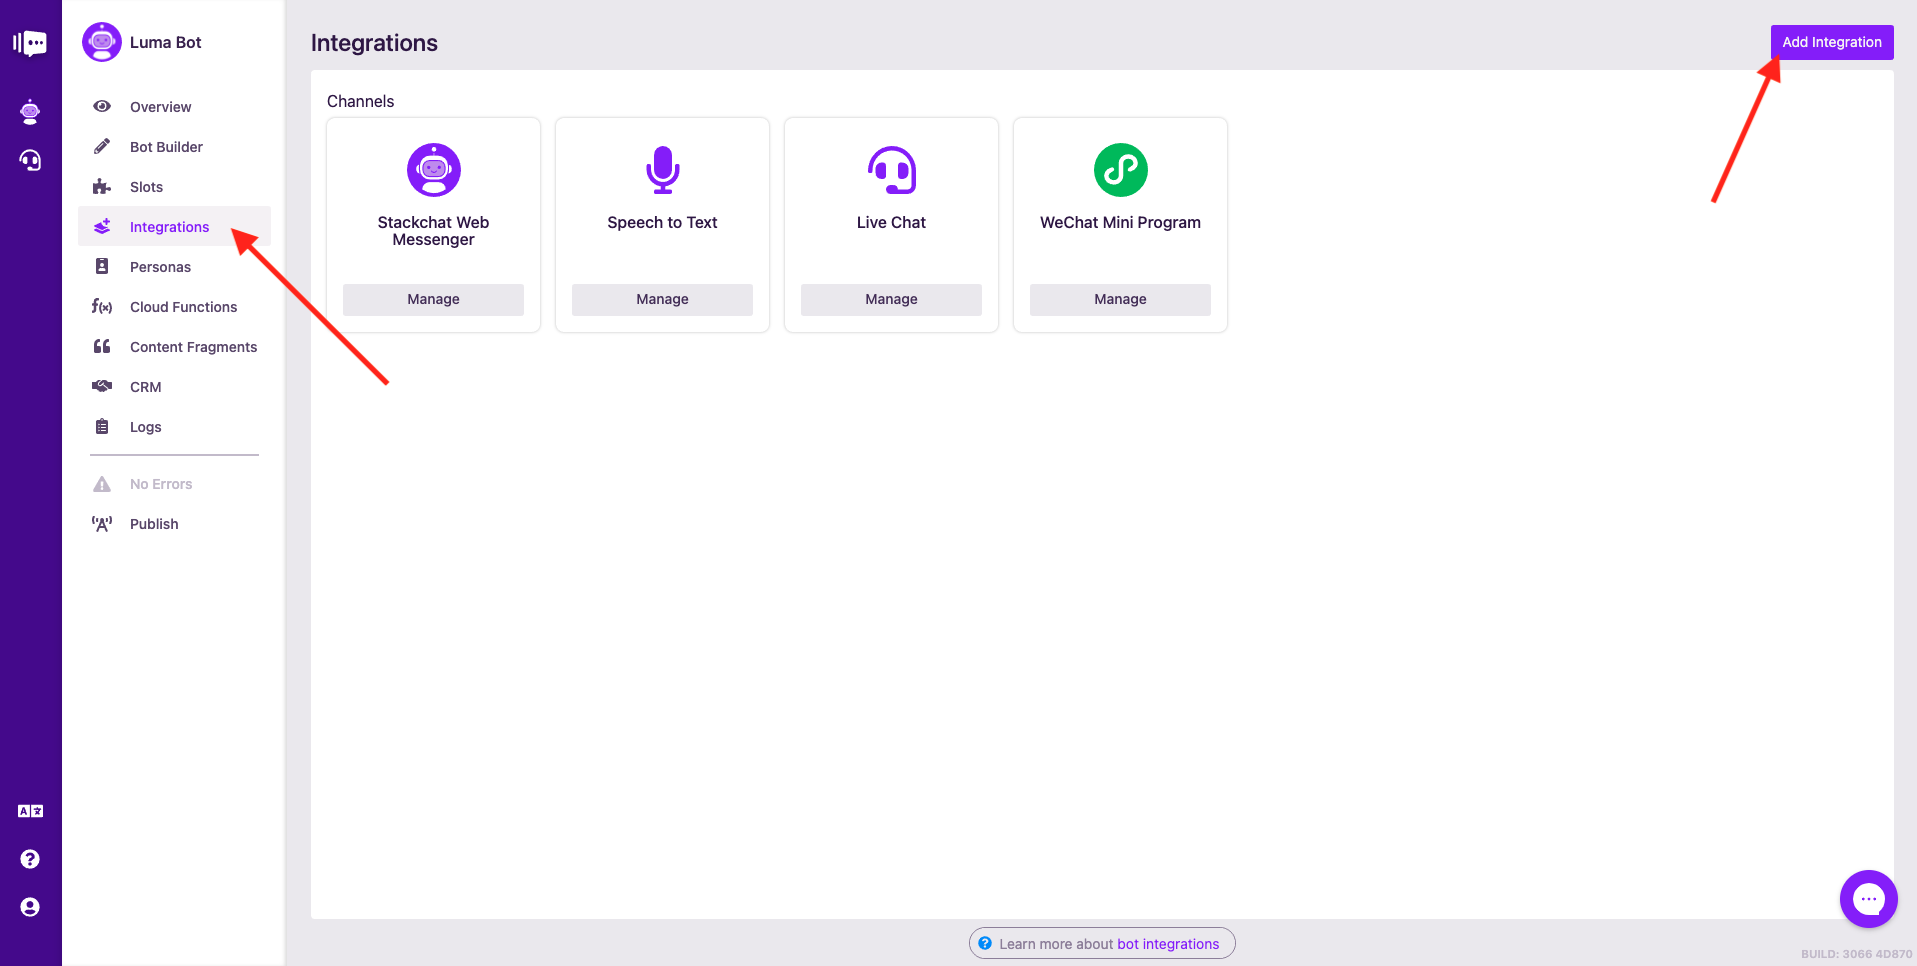 Luma Bot
Overview
Bot Builder
Slots
Integrations
Personas
Cloud Functions
Content Fragments
CRM
Logs
No Errors
Publish
Integrations
Add Integration
Channels
Stackchat Web
Messenger
Manage
Speech to Text
Manage
Live Chat
Manage
WeChat Mini Program
Manage
Learn more about bot integrations
BUILD: 3066 4D870